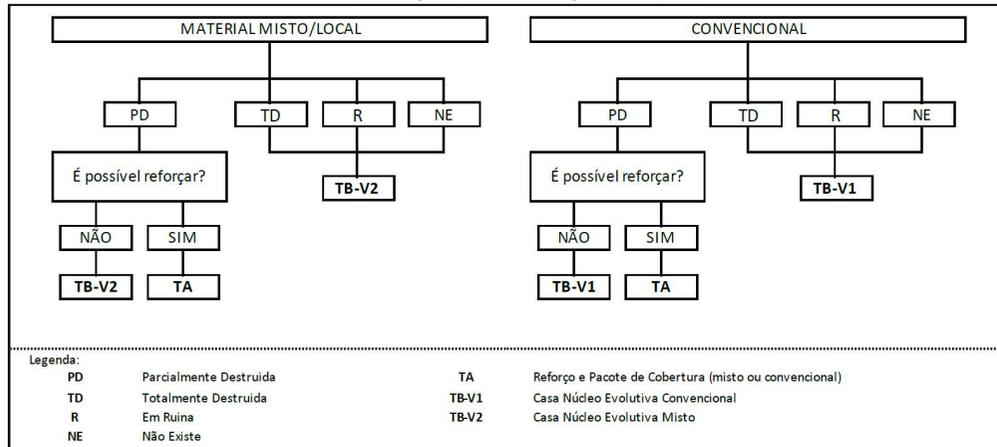 MATERIAL MISTO/LOCAL
PD
TD
R
NE
É possível reforçar?
TB-V2
NÃO
SIM
TB-V2
TA
CONVENCIONAL
PD
TD
R
NE
É possível reforçar?
TB-V1
NÃO
SIM
TB-V1
TA
Legenda:
PD Parcialmente Destruida
TD Totalmente Destruida
R Em Ruina
NE Não Existe
TA Reforço e Pacote de Cobertura (misto ou convencional)
TB-V1 Casa Núcleo Evolutiva Convencional
TB-V2 Casa Núcleo Evolutiva Misto